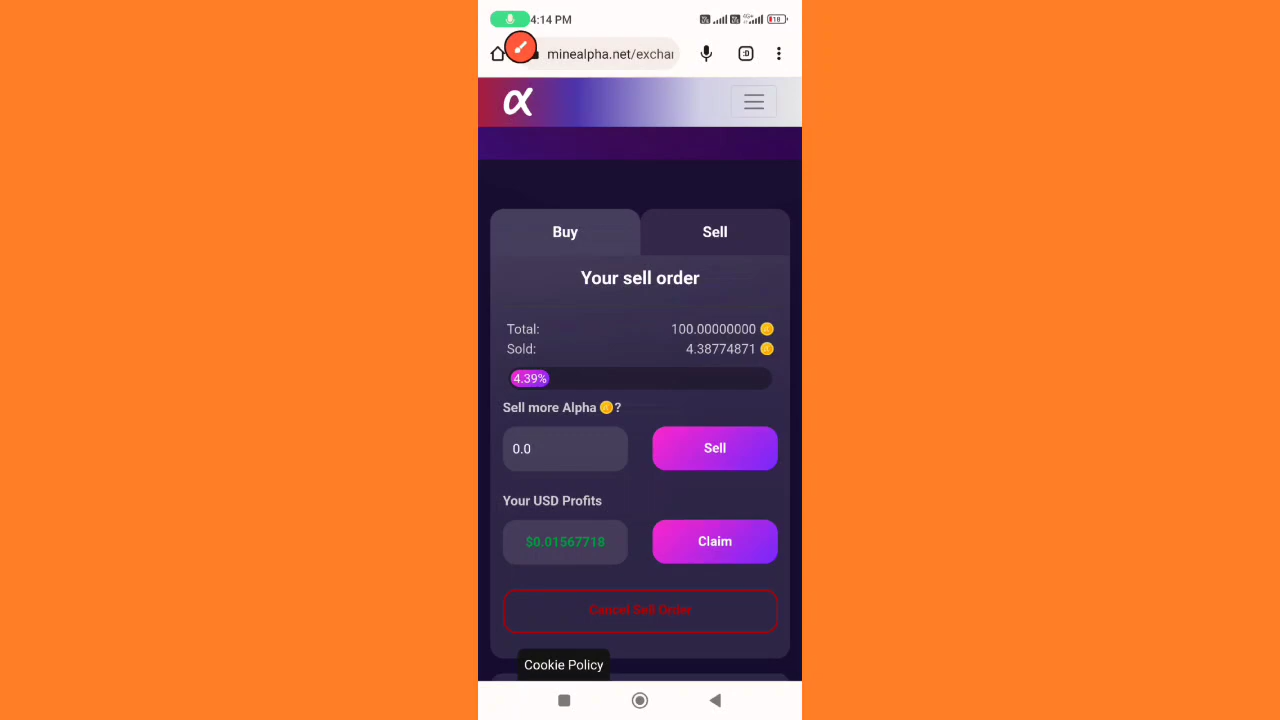 4:14 PM
18
minealpha.net/exchai
α
Buy
Sell
Your sell order
Total:
100.00000000
Sold:
4.38774871
4.39%
Sell more Alpha ?
0.0
Sell
Your USD Profits
$0.01567718
Claim
Cancel Sell Order
Cookie Policy